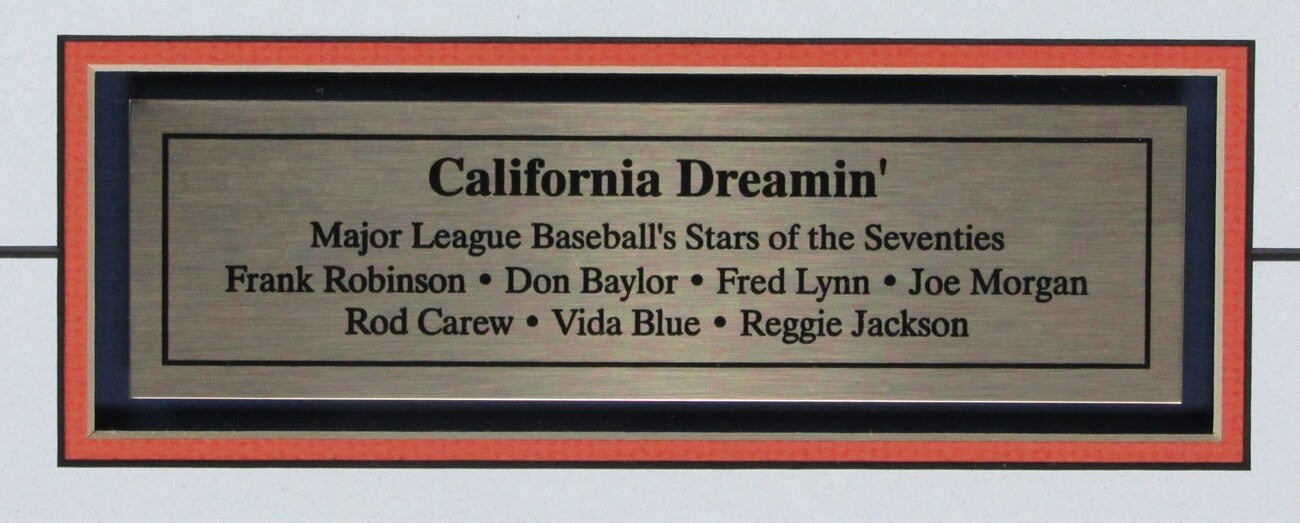 California Dreamin'
Major League Baseball's Stars of the Seventies
Frank Robinson • Don Baylor • Fred Lynn • Joe Morgan
Rod Carew • Vida Blue • Reggie Jackson